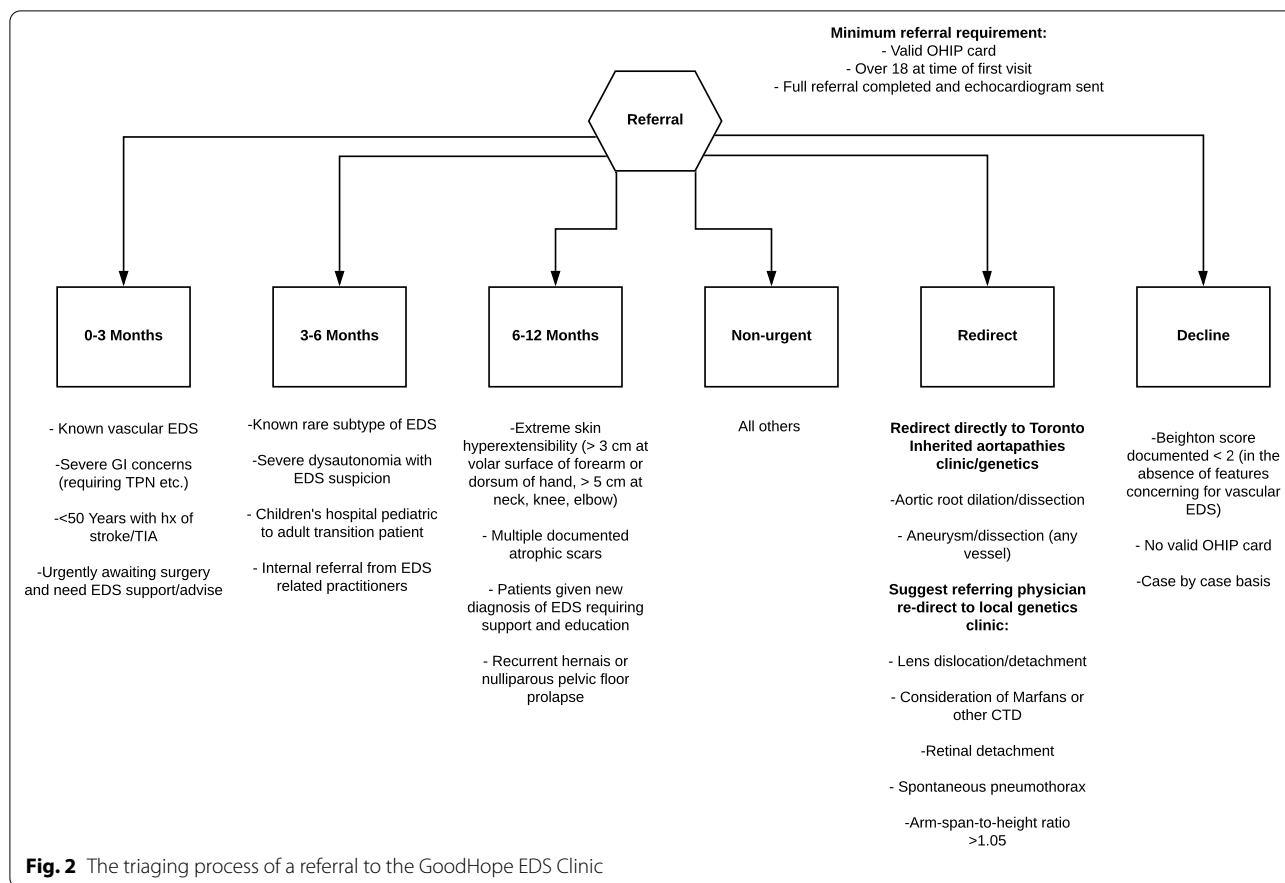 Minimum referral requirement:
- Valid OHIP card
- Over 18 at time of first visit
- Full referral completed and echocardiogram sent
Referral
0-3 Months
3-6 Months
6-12 Months
Non-urgent
Redirect
Decline
- Known vascular EDS
-Severe GI concerns
(requiring TPN etc.)
-<50 Years with hx of
stroke/TIA
-Urgently awaiting surgery
and need EDS support/advise
-Known rare subtype of EDS
-Severe dysautonomia with
EDS suspicion
- Children's hospital pediatric
to adult transition patient
- Internal referral from EDS
related practitioners
-Extreme skin
hyperextensibility (> 3 cm at
volar surface of forearm or
dorsum of hand, > 5 cm at
neck, knee, elbow)
- Multiple documented
atrophic scars
- Patients given new
diagnosis of EDS requiring
support and education
- Recurrent hernais or
nulliparous pelvic floor
prolapse
All others
Redirect directly to Toronto
Inherited aortapathies
clinic/genetics
-Aortic root dilation/dissection
- Aneurysm/dissection (any
vessel)
Suggest referring physician
re-direct to local genetics
clinic:
- Lens dislocation/detachment
- Consideration of Marfans or
other CTD
-Retinal detachment
- Spontaneous pneumothorax
-Arm-span-to-height ratio
>1.05
-Beighton score
documented < 2 (in the
absence of features
concerning for vascular
EDS)
- No valid OHIP card
-Case by case basis
Fig. 2 The triaging process of a referral to the GoodHope EDS Clinic